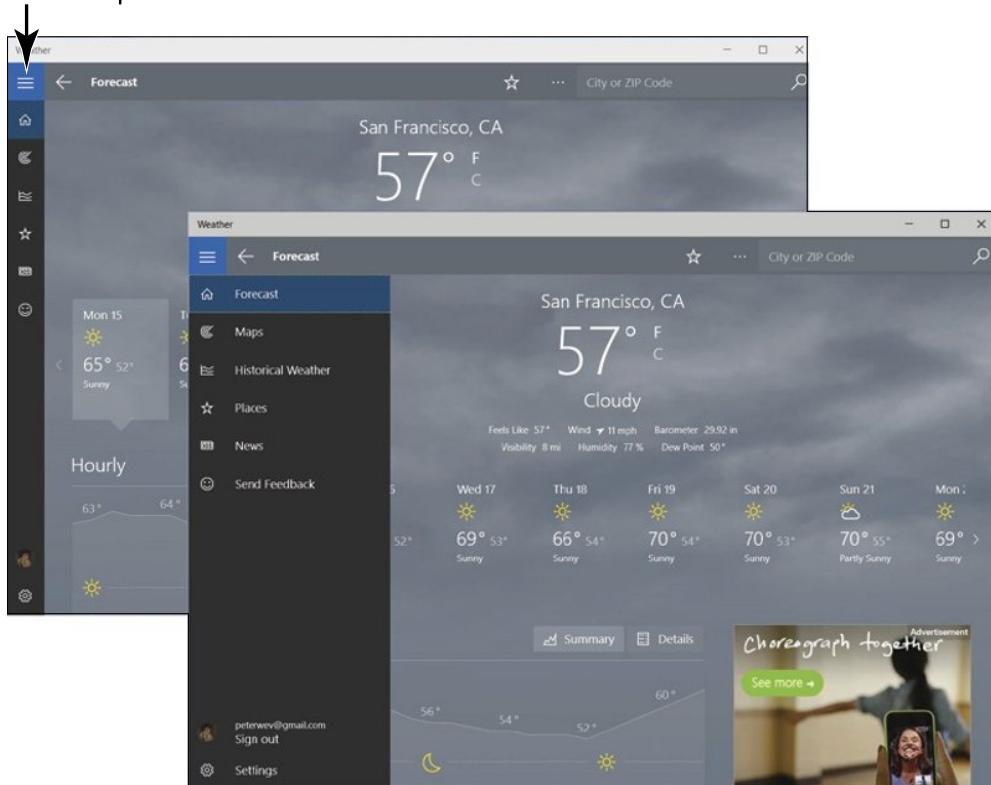 Weather
Forecast
City or ZIP Code
San Francisco, CA
57° F
C
Mon 15
65° 52°
Sunny
Hourly
63° 64°
Weather
Forecast
City or ZIP Code
Forecast
Maps
Historical Weather
Places
News
Send Feedback
peterwev@gmail.com
Sign out
Settings
San Francisco, CA
57° F
C
Cloudy
Feels Like 57° Wind 11 mph Barometer 29.92 in
Visibility 8 mi Humidity 77 % Dew Point 50°
Wed 17 Thu 18 Fri 19 Sat 20 Sun 21 Mon
52° 69° 53° 66° 54° 70° 54° 70° 53° 70° 55° 69°
Sunny Sunny Sunny Sunny Partly Sunny Sunny
Summary Details
56° 54° 52° 60°
Advertisement
Choreograph together
See more